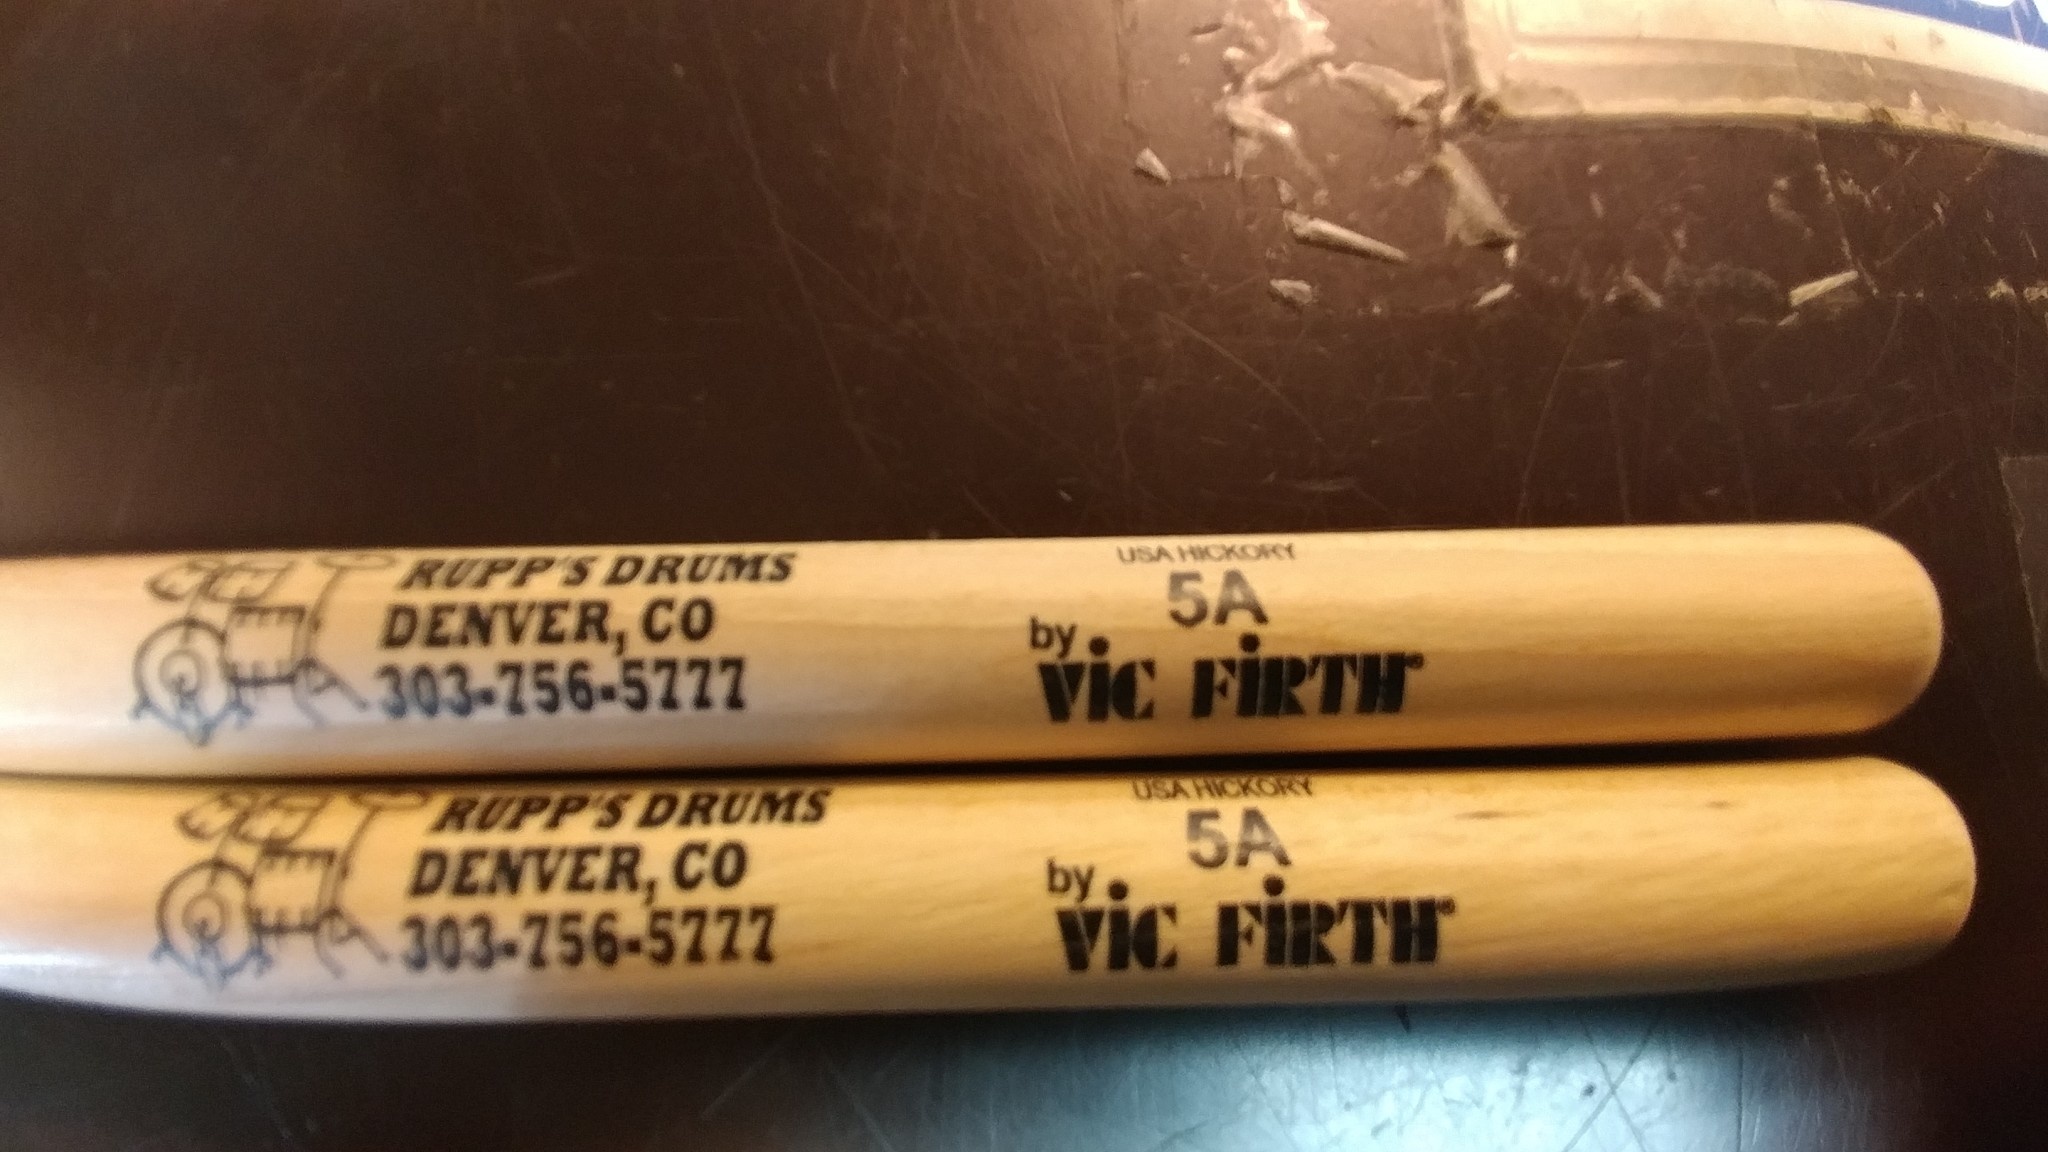 RUPP'S DRUMS
DENVER, CO
303-756-5777
USA HICKORY
5A
by
ViC FiRTH®
RUPP'S DRUMS
DENVER, CO
303-756-5777
USA HICKORY
5A
by
ViC FiRTH®